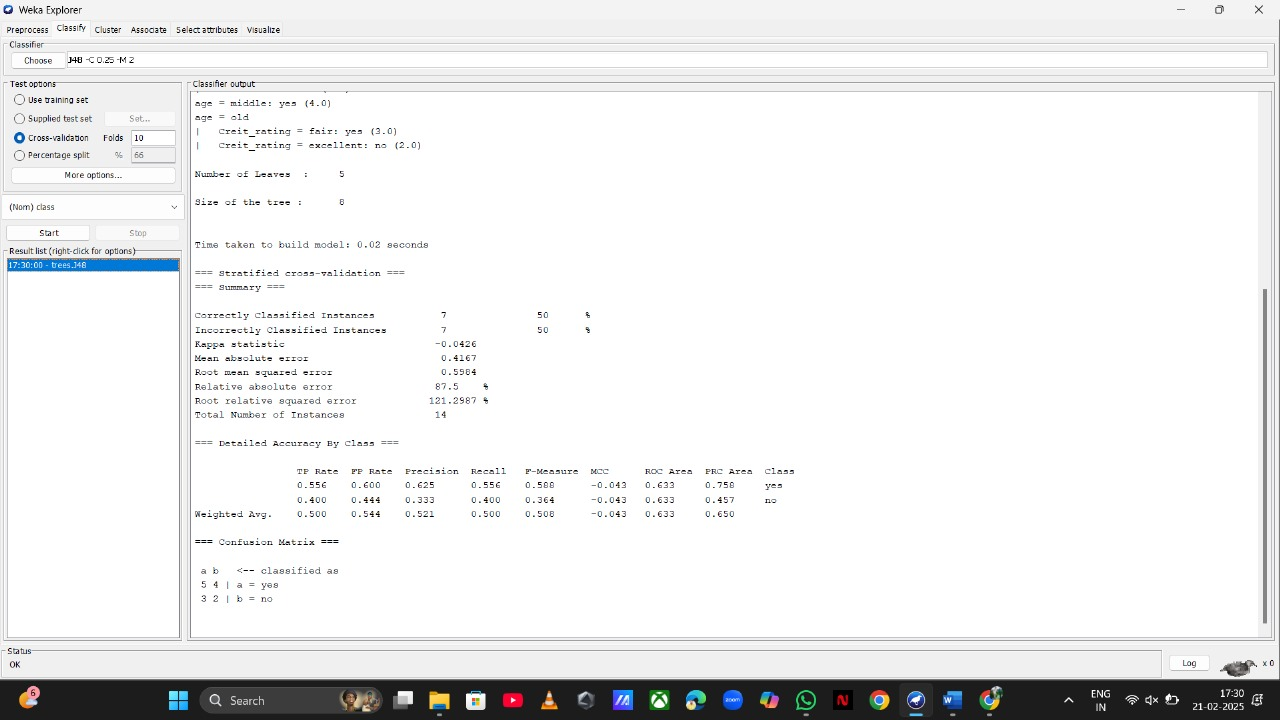 Weka Explorer
Preprocess Classify Cluster Associate Select attributes Visualize
Classifier
Choose J48 -C 0.25 -M 2
Test options
Use training set
Supplied test set Set...
Cross-validation Folds 10
Percentage split % 66
More options...
(Nom) class
Start Stop
Result list (right-click for options)
17:30:00 - trees.J48
Classifier output
age = middle: yes (4.0)
age = old
| Creit_rating = fair: yes (3.0)
| Creit_rating = excellent: no (2.0)
Number of Leaves : 5
Size of the tree : 8
Time taken to build model: 0.02 seconds
=== Stratified cross-validation ===
=== Summary ===
Correctly Classified Instances 7 50 %
Incorrectly Classified Instances 7 50 %
Kappa statistic -0.0426
Mean absolute error 0.4167
Root mean squared error 0.5984
Relative absolute error 87.5 %
Root relative squared error 121.2987 %
Total Number of Instances 14
=== Detailed Accuracy By Class ===
TP Rate FP Rate Precision Recall F-Measure MCC ROC Area PRC Area Class
0.556 0.600 0.625 0.556 0.588 -0.043 0.633 0.758 yes
0.400 0.444 0.333 0.400 0.364 -0.043 0.633 0.457 no
Weighted Avg. 0.500 0.544 0.521 0.500 0.508 -0.043 0.633 0.650
=== Confusion Matrix ===
a b <-- classified as
5 4 | a = yes
3 2 | b = no
Status
OK
Log x 0
6
Search
zoom
N
W
ENG
IN
17:30
21-02-2025